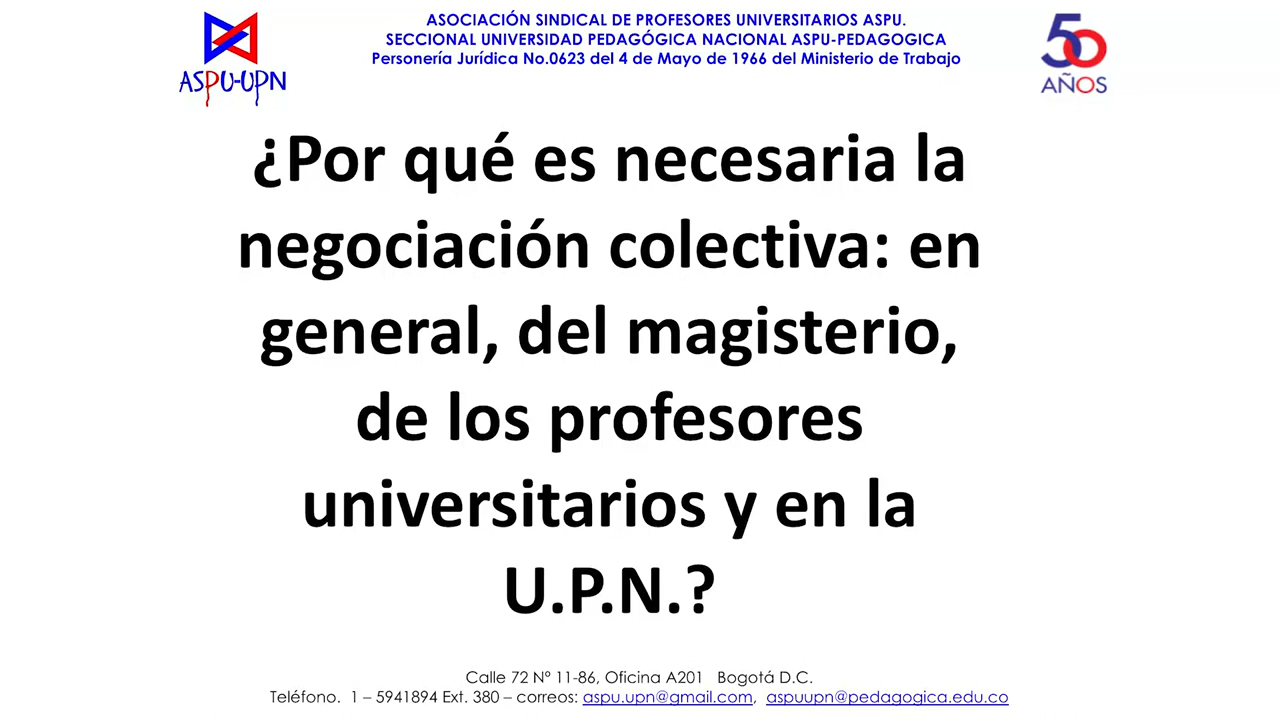 ASOCIACIÓN SINDICAL DE PROFESORES UNIVERSITARIOS ASPU.
SECCIONAL UNIVERSIDAD PEDAGÓGICA NACIONAL ASPU-PEDAGOGICA
Personería Jurídica No.0623 del 4 de Mayo de 1966 del Ministerio de Trabajo
ASPU-UPN
50
AÑOS
¿Por qué es necesaria la
negociación colectiva: en
general, del magisterio,
de los profesores
universitarios y en la
U.P.N.?
Calle 72 Nº 11-86, Oficina A201 Bogotá D.C.
Teléfono. 1 – 5941894 Ext. 380 – correos: aspu.upn@gmail.com, aspuupn@pedagogica.edu.co